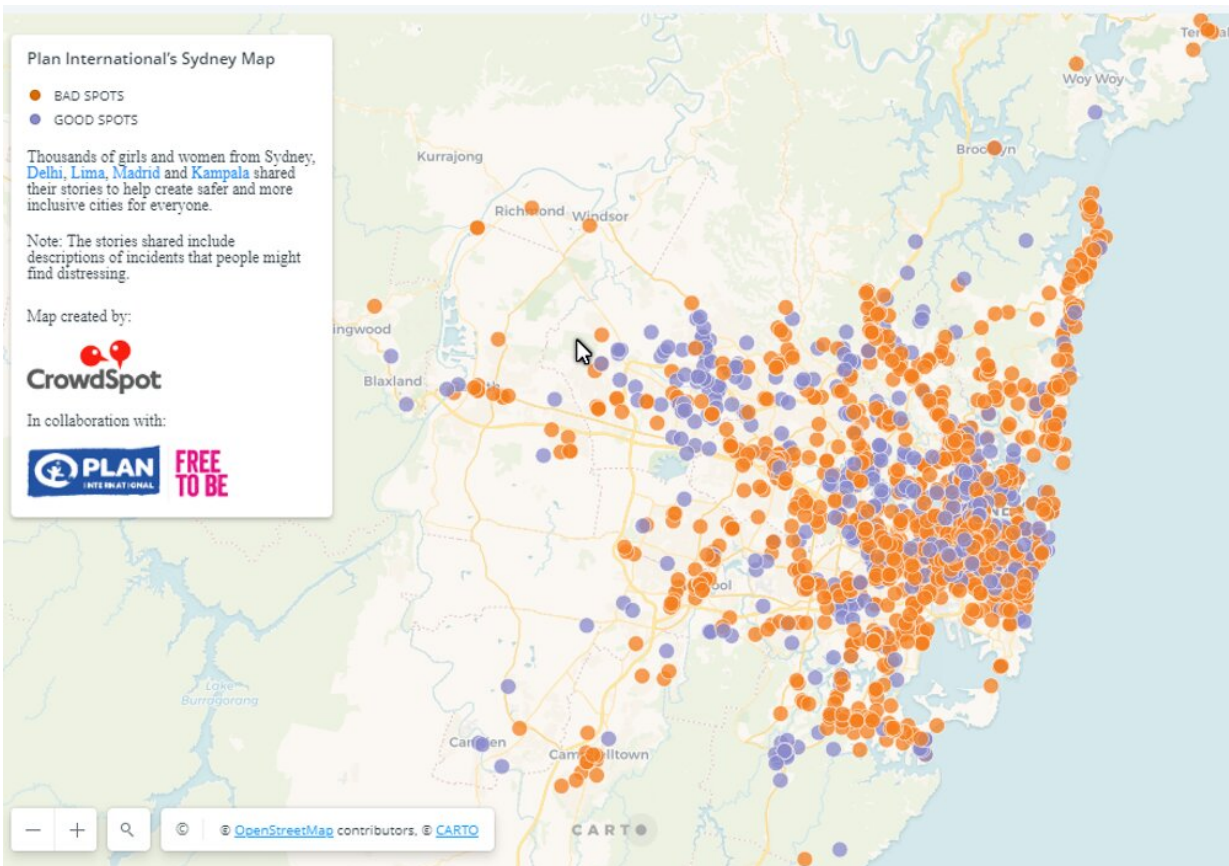 Plan International's Sydney Map
BAD SPOTS
GOOD SPOTS
Thousands of girls and women from Sydney,
Delhi, Lima, Madrid and Kampala shared
their stories to help create safer and more
inclusive cities for everyone.
Note: The stories shared include
descriptions of incidents that people might
find distressing.
Map created by:
CrowdSpot
In collaboration with:
PLAN
INTERNATIONAL
FREE
TO BE
Woy Woy
Kurrajong
Richmond
Windsor
Blaxland
Lake
Burragorang
© © OpenStreetMap contributors, © CARTO
CARTO